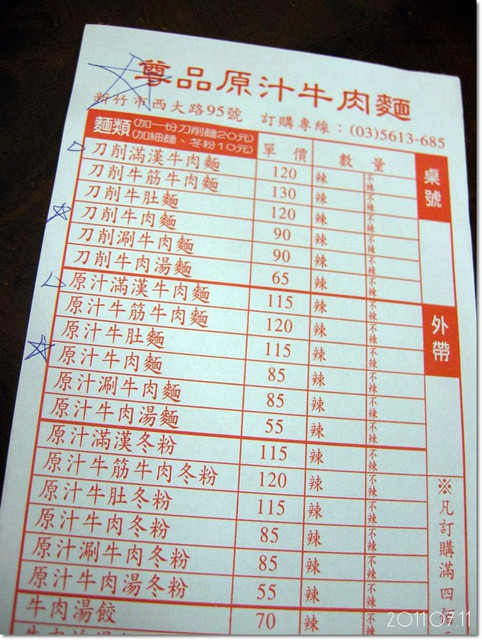 尊品原汁牛肉麵
新竹市西大路95號 訂購專線：(03)5613-685
麵類 (加一份刀削麵20元) (加細麵、冬粉10元) 單價 數量 桌號
刀削滿漢牛肉麵 120 辣 不辣
刀削牛筋牛肉麵 130 辣 不辣
刀削牛肚麵 120 辣 不辣
刀削牛肉麵 90 辣 不辣
刀削涮牛肉麵 90 辣 不辣
刀削牛肉湯麵 65 辣 不辣
原汁滿漢牛肉麵 115 辣 不辣
原汁牛筋牛肉麵 120 辣 不辣
原汁牛肚麵 115 辣 不辣
原汁牛肉麵 85 辣 不辣
原汁涮牛肉麵 85 辣 不辣
原汁牛肉湯麵 55 辣 不辣
原汁滿漢冬粉 115 辣 不辣
原汁牛筋牛肉冬粉 120 辣 不辣
原汁牛肚冬粉 115 辣 不辣
原汁牛肉冬粉 85 辣 不辣
原汁涮牛肉冬粉 85 辣 不辣
原汁牛肉湯冬粉 55 辣 不辣
牛肉湯餃 70 辣 不辣
外帶
※凡訂購滿四
2011.07.11